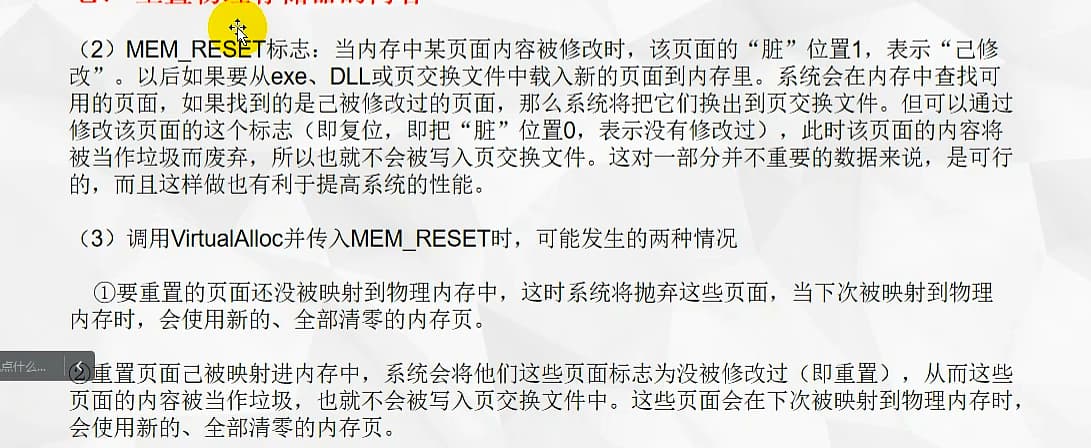 （2）MEM_RESET标志：当内存中某页面内容被修改时，该页面的“脏”位置1，表示“己修
改”。以后如果要从exe、DLL或页交换文件中载入新的页面到内存里。系统会在内存中查找可
用的页面，如果找到的是己被修改过的页面，那么系统将把它们换出到页交换文件。但可以通过
修改该页面的这个标志（即复位，即把“脏”位置0，表示没有修改过），此时该页面的内容将
被当作垃圾而废弃，所以也就不会被写入页交换文件。这对一部分并不重要的数据来说，是可行
的，而且这样做也有利于提高系统的性能。
（3）调用VirtualAlloc并传入MEM_RESET时，可能发生的两种情况
①要重置的页面还没被映射到物理内存中，这时系统将抛弃这些页面，当下次被映射到物理
内存时，会使用新的、全部清零的内存页。
点什么...
②重置页面己被映射进内存中，系统会将他们这些页面标志为没被修改过（即重置），从而这些
页面的内容被当作垃圾，也就不会被写入页交换文件中。这些页面会在下次被映射到物理内存时，
会使用新的、全部清零的内存页。